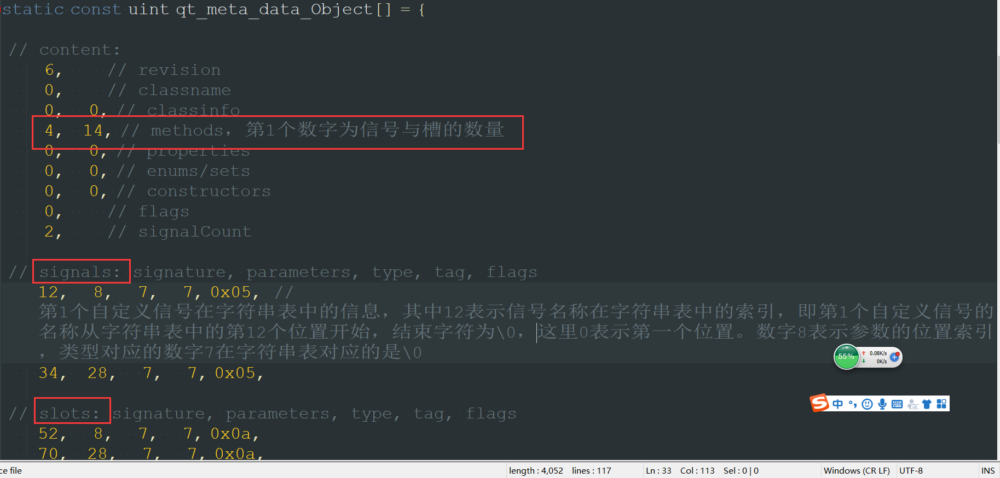 static const uint qt_meta_data_Object[] = {
// content:
6, // revision
0, // classname
0, 0, // classinfo
4, 14, // methods，第1个数字为信号与槽的数量
0, 0, // properties
0, 0, // enums/sets
0, 0, // constructors
0, // flags
2, // signalCount
// signals: signature, parameters, type, tag, flags
12, 8, 7, 7, 0x05, //
第1个自定义信号在字符串表中的信息，其中12表示信号名称在字符串表中的索引，即第1个自定义信号的
名称从字符串表中的第12个位置开始，结束字符为\0，这里0表示第一个位置。数字8表示参数的位置索引
，类型对应的数字7在字符串表对应的是\0
34, 28, 7, 7, 0x05,
// slots: signature, parameters, type, tag, flags
52, 8, 7, 7, 0x0a,
70, 28, 7, 7, 0x0a,
55%
↑ 0.08K/s
↓ 0K/s
S 中
ce file length : 4,052 lines : 117 Ln : 33 Col : 113 Sel : 0 | 0 Windows (CR LF) UTF-8 INS